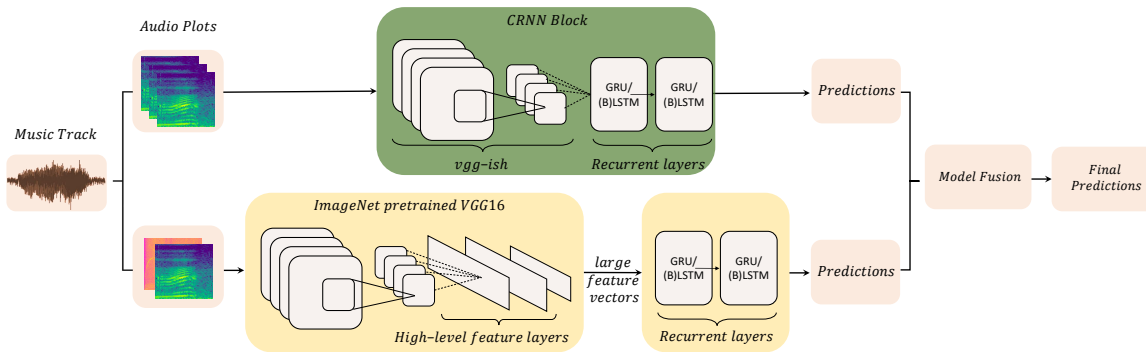 CRNN Block
Audio Plots
GRU/
(B)LSTM
GRU/
(B)LSTM
Predictions
Music Track
vgg-ish
Recurrent layers
Model Fusion
Final
Predictions
ImageNet pretrained VGG16
GRU/
(B)LSTM
GRU/
(B)LSTM
large
feature
vectors
Predictions
High-level feature layers
Recurrent layers